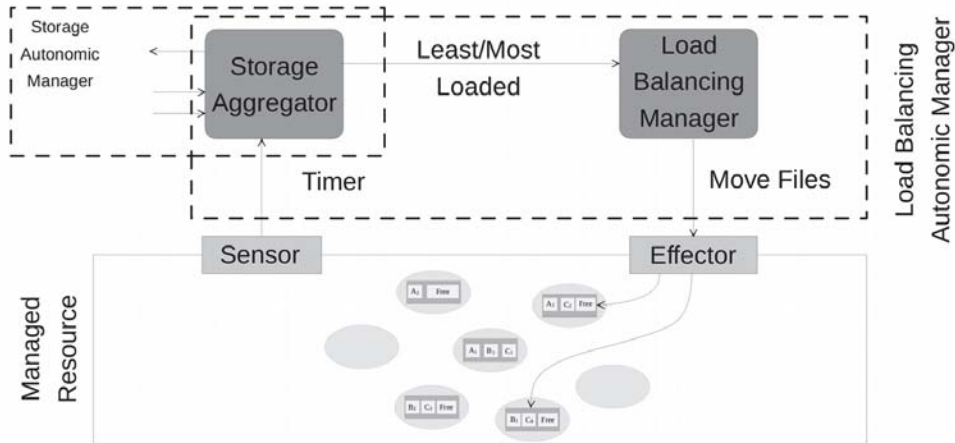 Storage
Autonomic
Manager
Storage
Aggregator
Least/Most
Loaded
Load
Balancing
Manager
Load Balancing
Autonomic Manager
Timer
Move Files
Sensor
Effector
Managed
Resource
Free
Free
Free
Free